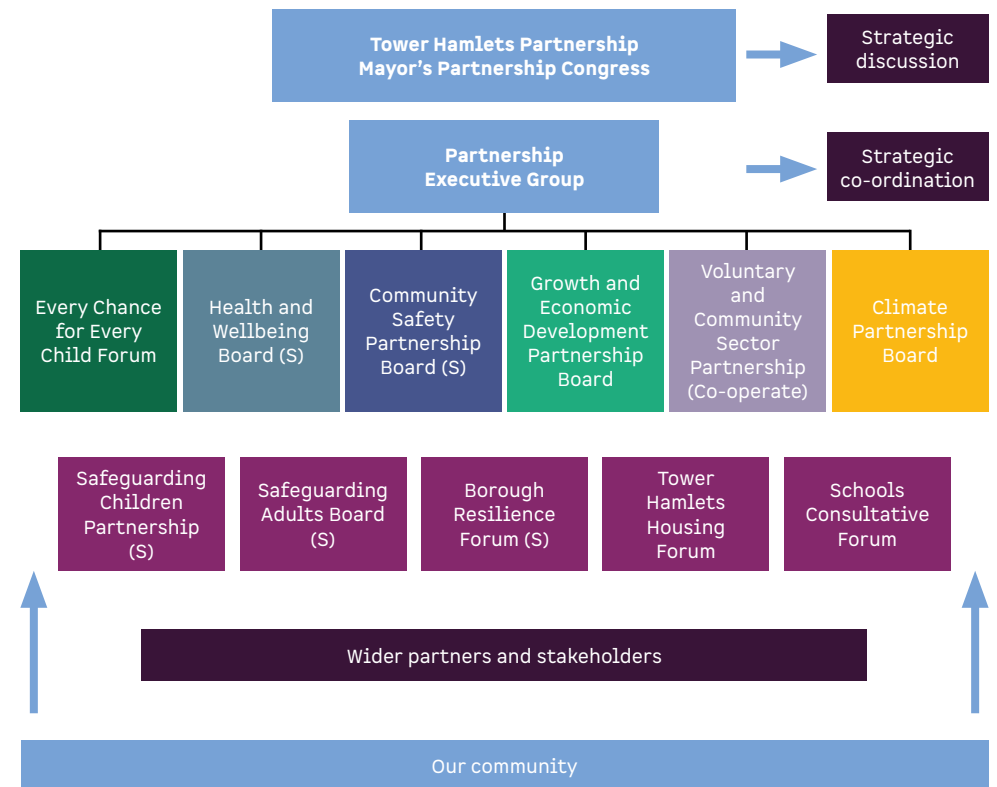 Tower Hamlets Partnership
Mayor’s Partnership Congress
Strategic
discussion
Partnership
Executive Group
Strategic
co-ordination
Every Chance
for Every
Child Forum
Health and
Wellbeing
Board (S)
Community
Safety
Partnership
Board (S)
Growth and
Economic
Development
Partnership
Board
Voluntary
and
Community
Sector
Partnership
(Co-operate)
Climate
Partnership
Board
Safeguarding
Children
Partnership
(S)
Safeguarding
Adults Board
(S)
Borough
Resilience
Forum (S)
Tower
Hamlets
Housing
Forum
Schools
Consultative
Forum
Wider partners and stakeholders
Our community